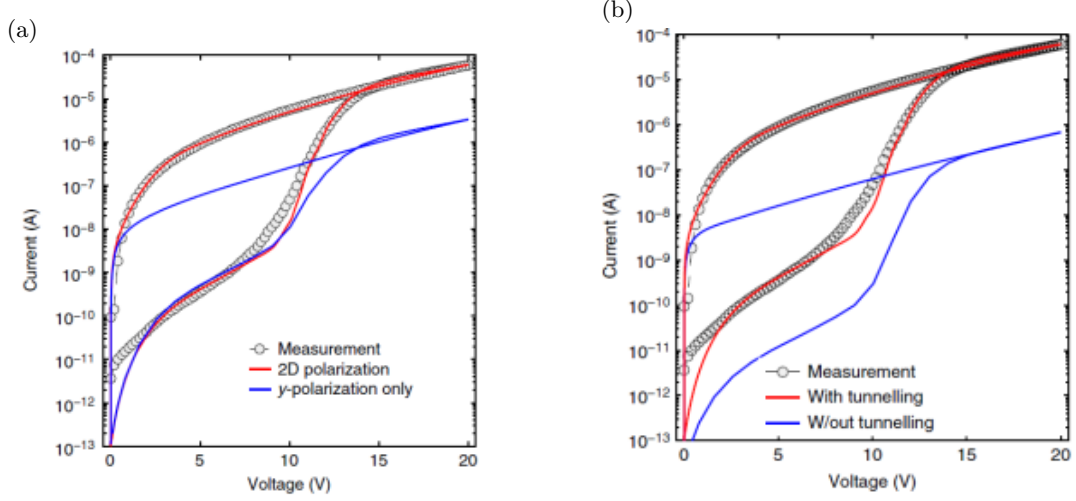 (a)
10⁻⁴
10⁻⁵
10⁻⁶
10⁻⁷
10⁻⁸
10⁻⁹
10⁻¹⁰
10⁻¹¹
10⁻¹²
10⁻¹³
Current (A)
Measurement
2D polarization
y-polarization only
0 5 10 15 20
Voltage (V)
(b)
10⁻⁴
10⁻⁵
10⁻⁶
10⁻⁷
10⁻⁸
10⁻⁹
10⁻¹⁰
10⁻¹¹
10⁻¹²
10⁻¹³
Current (A)
Measurement
With tunnelling
W/out tunnelling
0 5 10 15 20
Voltage (V)